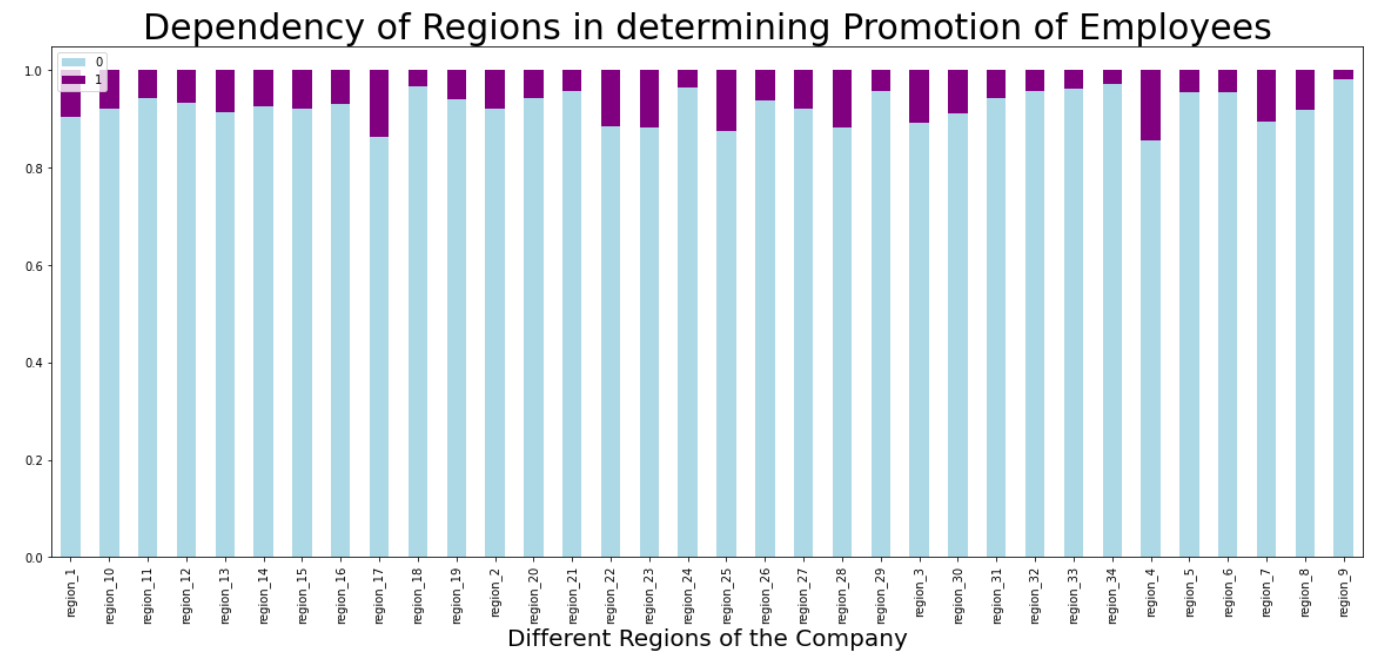 Dependency of Regions in determining Promotion of Employees
0
1
1.0
0.8
0.6
0.4
0.2
0.0
region_1
region_10
region_11
region_12
region_13
region_14
region_15
region_16
region_17
region_18
region_19
region_2
region_20
region_21
region_22
region_23
region_24
region_25
region_26
region_27
region_28
region_29
region_3
region_30
region_31
region_32
region_33
region_34
region_4
region_5
region_6
region_7
region_8
region_9
Different Regions of the Company